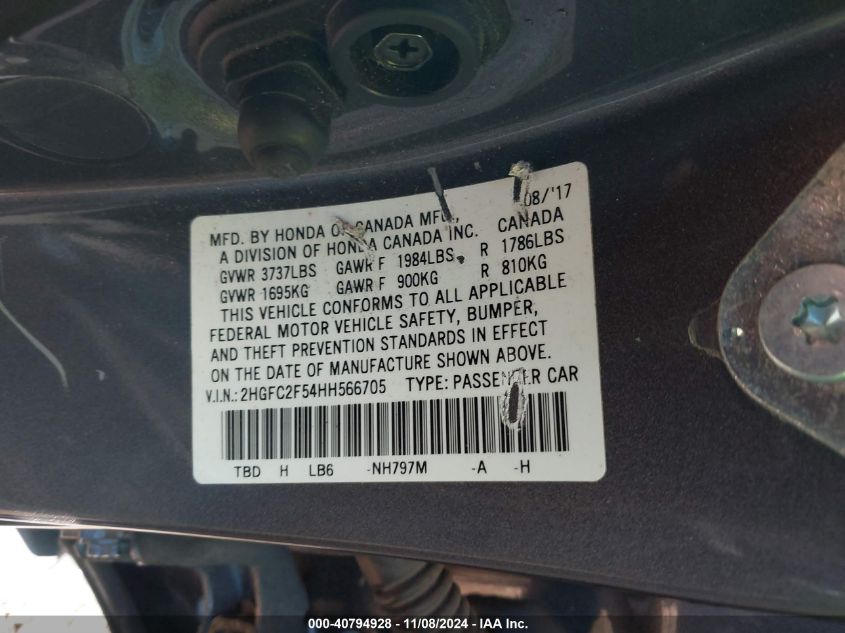 08/'17
MFD. BY HONDA OF CANADA MFG., CANADA
A DIVISION OF HONDA CANADA INC.
GVWR 3737LBS GAWR F 1984LBS. R 1786LBS
GVWR 1695KG GAWR F 900KG R 810KG
THIS VEHICLE CONFORMS TO ALL APPLICABLE
FEDERAL MOTOR VEHICLE SAFETY, BUMPER,
AND THEFT PREVENTION STANDARDS IN EFFECT
ON THE DATE OF MANUFACTURE SHOWN ABOVE.
V.I.N.: 2HGFC2F54HH566705 TYPE: PASSENGER CAR
TBD H LB6 -NH797M -A -H
000-40794928 - 11/08/2024 - IAA Inc.